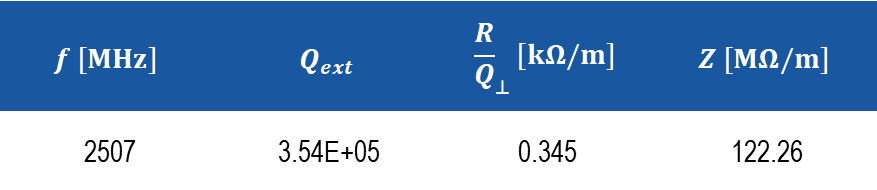 f [MHz] Q_ext R/Q_⊥ [kΩ/m] Z [MΩ/m]
2507 3.54E+05 0.345 122.26